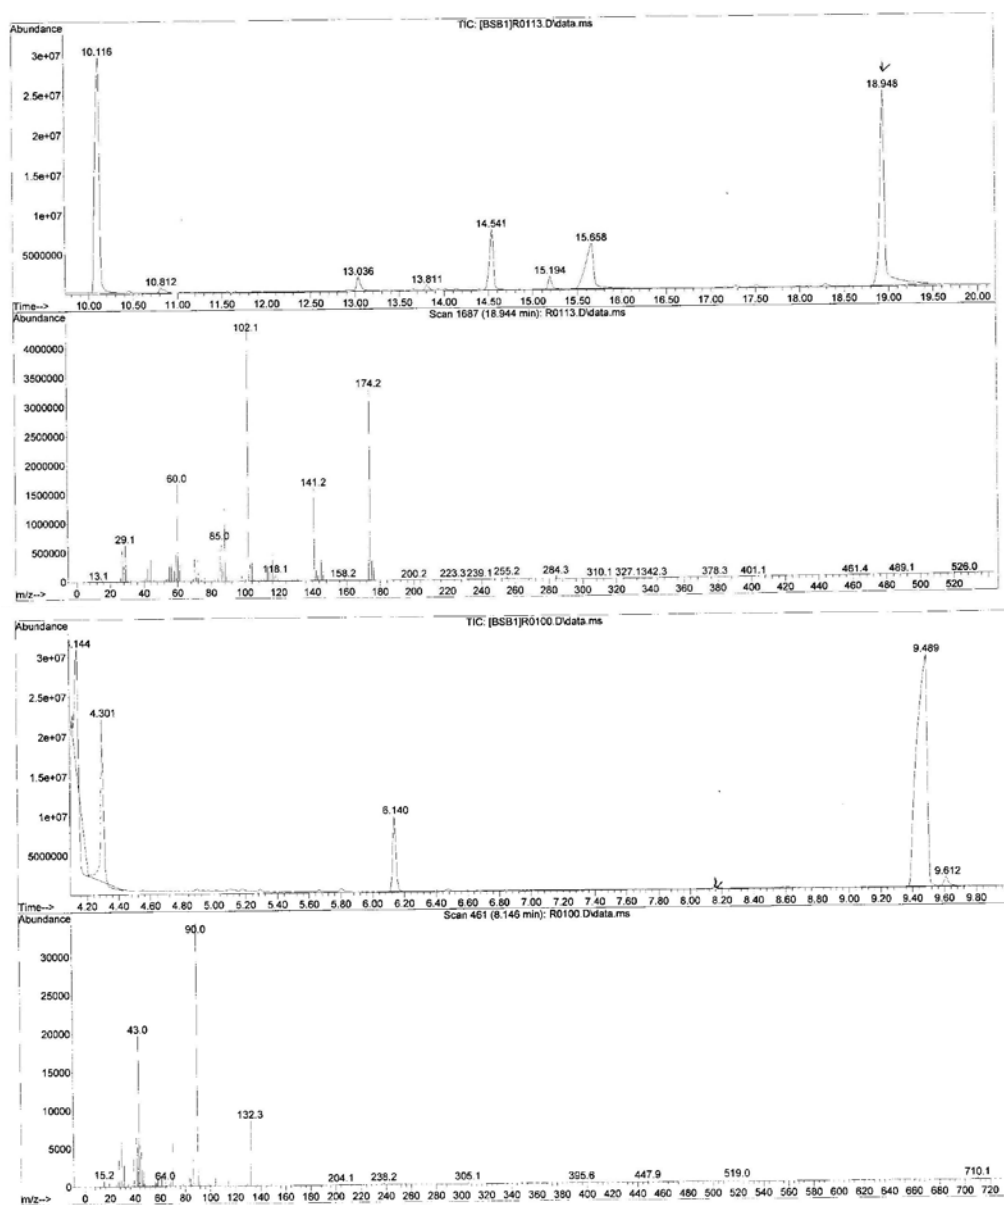 TIC: [BSB1]R0113.D\data.ms
Abundance
3e+07
2.5e+07
2e+07
1.5e+07
1e+07
5000000
10.116
10.812
13.036
13.811
14.541
15.194
15.658
18.948
Time--> 10.00 10.50 11.00 11.50 12.00 12.50 13.00 13.50 14.00 14.50 15.00 15.50 16.00 16.50 17.00 17.50 18.00 18.50 19.00 19.50 20.00
Scan 1687 (18.944 min): R0113.D\data.ms
Abundance
4000000
3500000
3000000
2500000
2000000
1500000
1000000
500000
0
13.1 29.1 60.0 85.0 102.1 118.1 141.2 158.2 174.2 200.2 223.3 239.1 255.2 284.3 310.1 327.1 342.3 378.3 401.1 461.4 489.1 526.0
m/z--> 0 20 40 60 80 100 120 140 160 180 200 220 240 260 280 300 320 340 360 380 400 420 440 460 480 500 520
TIC: [BSB1]R0100.D\data.ms
Abundance
3e+07
2.5e+07
2e+07
1.5e+07
1e+07
5000000
.144
4.301
6.140
9.489
9.612
Time--> 4.20 4.40 4.60 4.80 5.00 5.20 5.40 5.60 5.80 6.00 6.20 6.40 6.60 6.80 7.00 7.20 7.40 7.60 7.80 8.00 8.20 8.40 8.60 8.80 9.00 9.20 9.40 9.60 9.80
Scan 461 (8.146 min): R0100.D\data.ms
Abundance
30000
25000
20000
15000
10000
5000
0
15.2 43.0 64.0 90.0 132.3 204.1 238.2 305.1 395.6 447.9 519.0 710.1
m/z--> 0 20 40 60 80 100 120 140 160 180 200 220 240 260 280 300 320 340 360 380 400 420 440 460 480 500 520 540 560 580 600 620 640 660 680 700 720